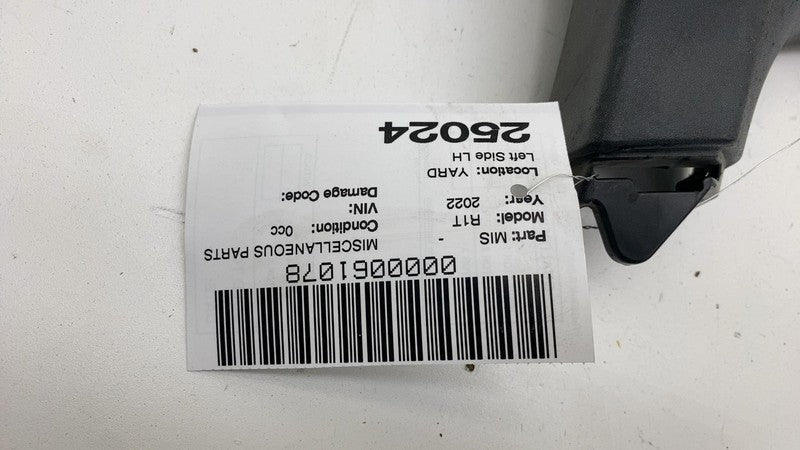 0000061078
Part: MIS - MISCELLANEOUS PARTS
Model: R1T Condition: 0cc
Year: 2022 VIN:
Damage Code:
Location: YARD
Left Side LH
25024